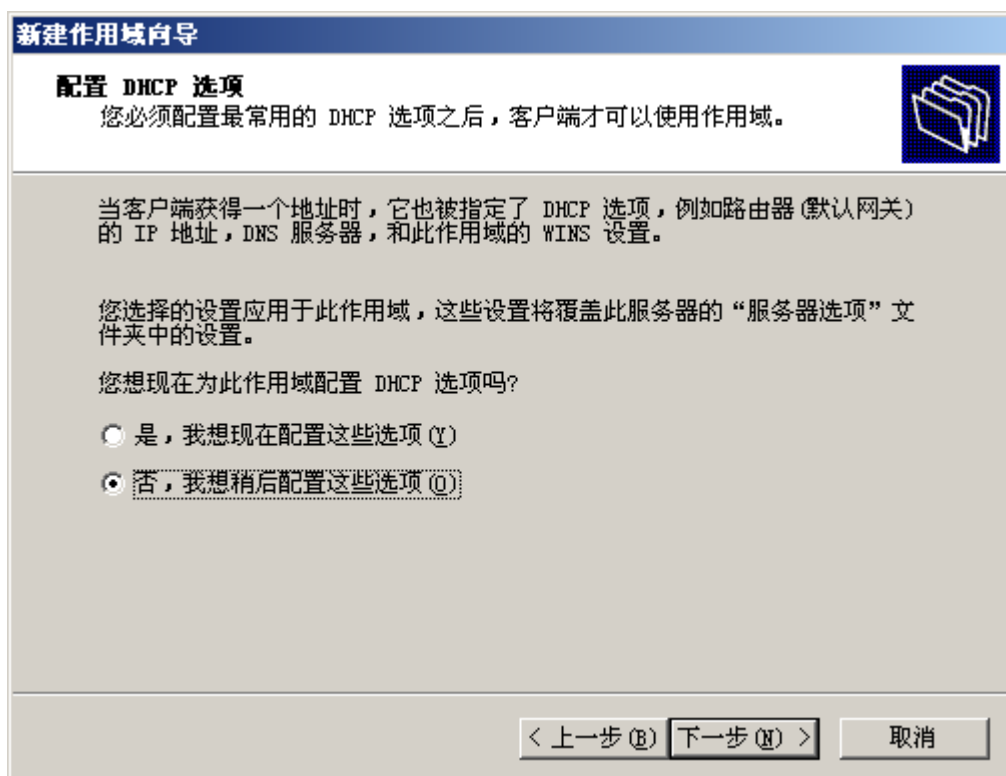 新建作用域向导
配置 DHCP 选项
您必须配置最常用的 DHCP 选项之后，客户端才可以使用作用域。
当客户端获得一个地址时，它也被指定了 DHCP 选项，例如路由器(默认网关)
的 IP 地址，DNS 服务器，和此作用域的 WINS 设置。
您选择的设置应用于此作用域，这些设置将覆盖此服务器的“服务器选项”文
件夹中的设置。
您想现在为此作用域配置 DHCP 选项吗?
是，我想现在配置这些选项(Y)
否，我想稍后配置这些选项(O)
< 上一步(B) 下一步(N) > 取消